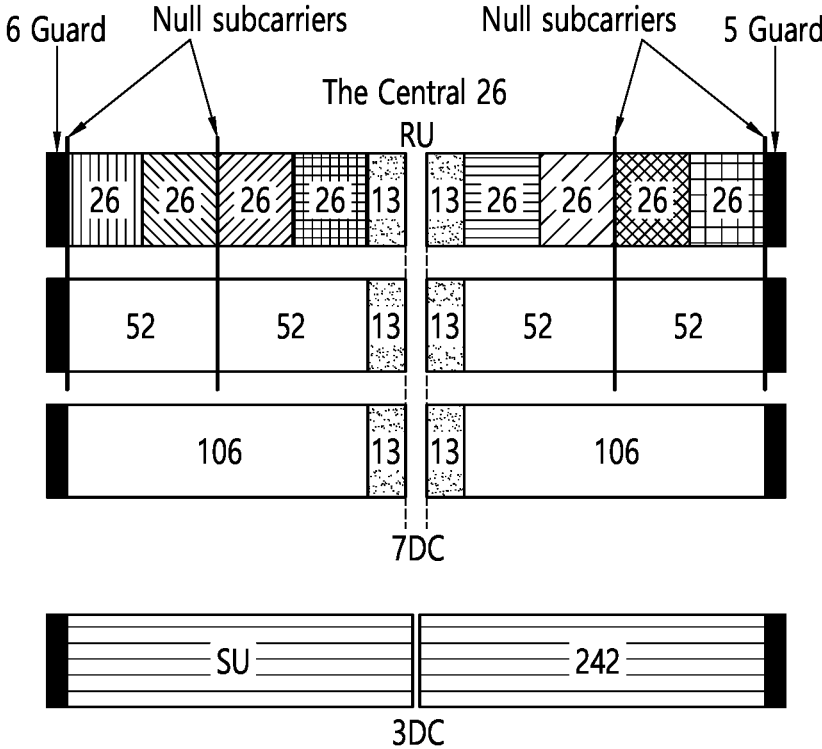 6 Guard
Null subcarriers
Null subcarriers
5 Guard
The Central 26
RU
26 26 26 26 13 13 26 26 26 26
52 52 13 13 52 52
106 13 13 106
7DC
SU 242
3DC